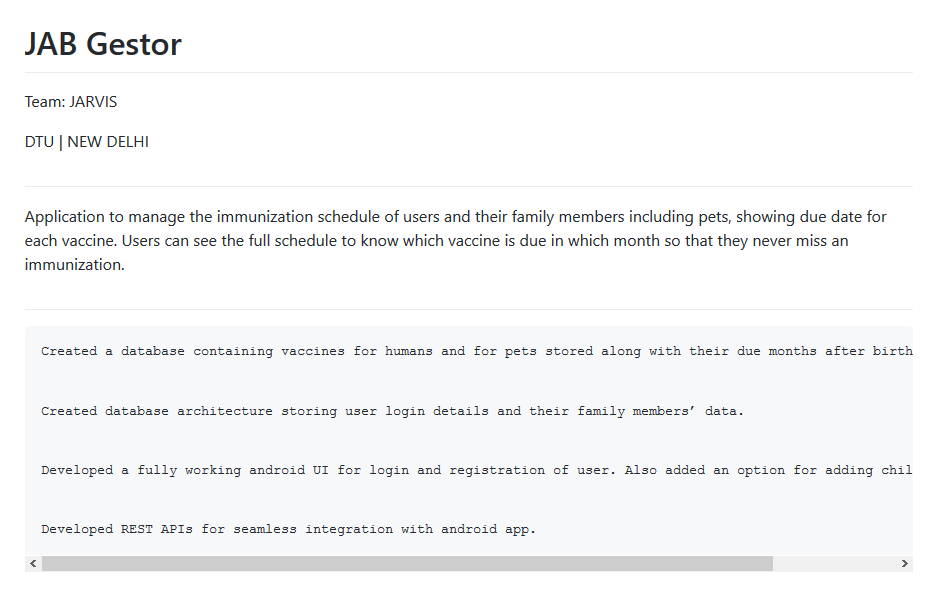 JAB Gestor
Team: JARVIS
DTU | NEW DELHI
Application to manage the immunization schedule of users and their family members including pets, showing due date for
each vaccine. Users can see the full schedule to know which vaccine is due in which month so that they never miss an
immunization.
Created a database containing vaccines for humans and for pets stored along with their due months after birth
Created database architecture storing user login details and their family members’ data.
Developed a fully working android UI for login and registration of user. Also added an option for adding chil
Developed REST APIs for seamless integration with android app.